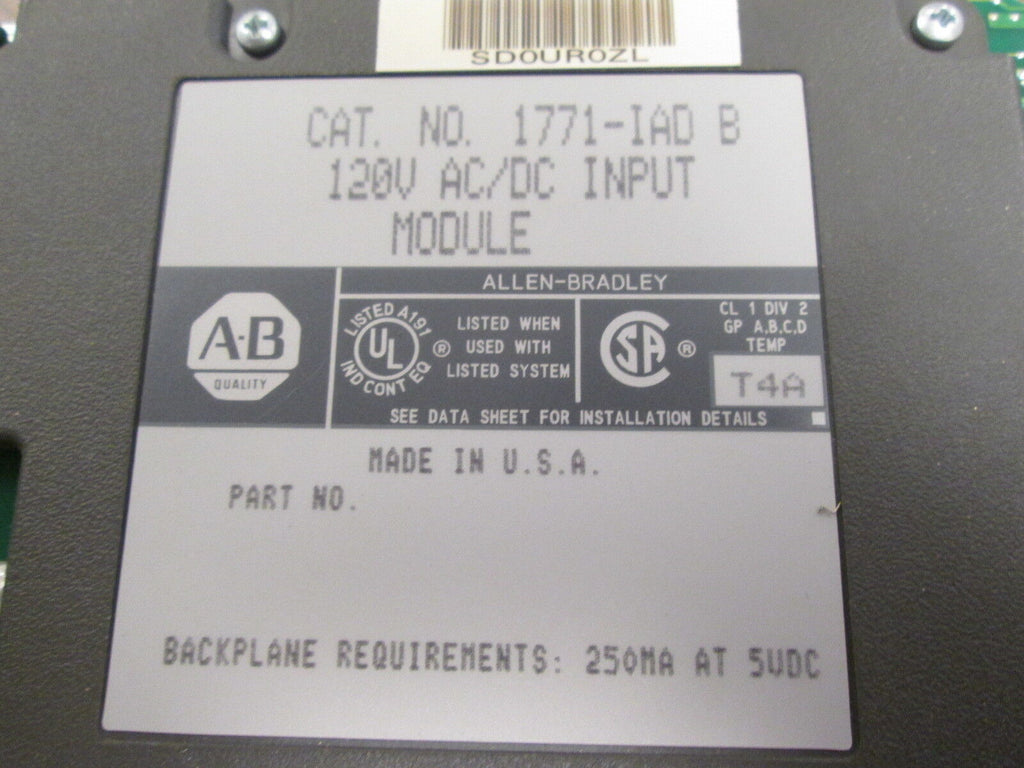 SD0UR0ZL
CAT. NO. 1771-IAD B
120V AC/DC INPUT
MODULE
ALLEN-BRADLEY
A-B
QUALITY
LISTED A191
UL
IND CONT EQ
®
LISTED WHEN
USED WITH
LISTED SYSTEM
SA
®
CL 1 DIV 2
GP A,B,C,D
TEMP
T4A
SEE DATA SHEET FOR INSTALLATION DETAILS
MADE IN U.S.A.
PART NO.
BACKPLANE REQUIREMENTS: 250MA AT 5VDC